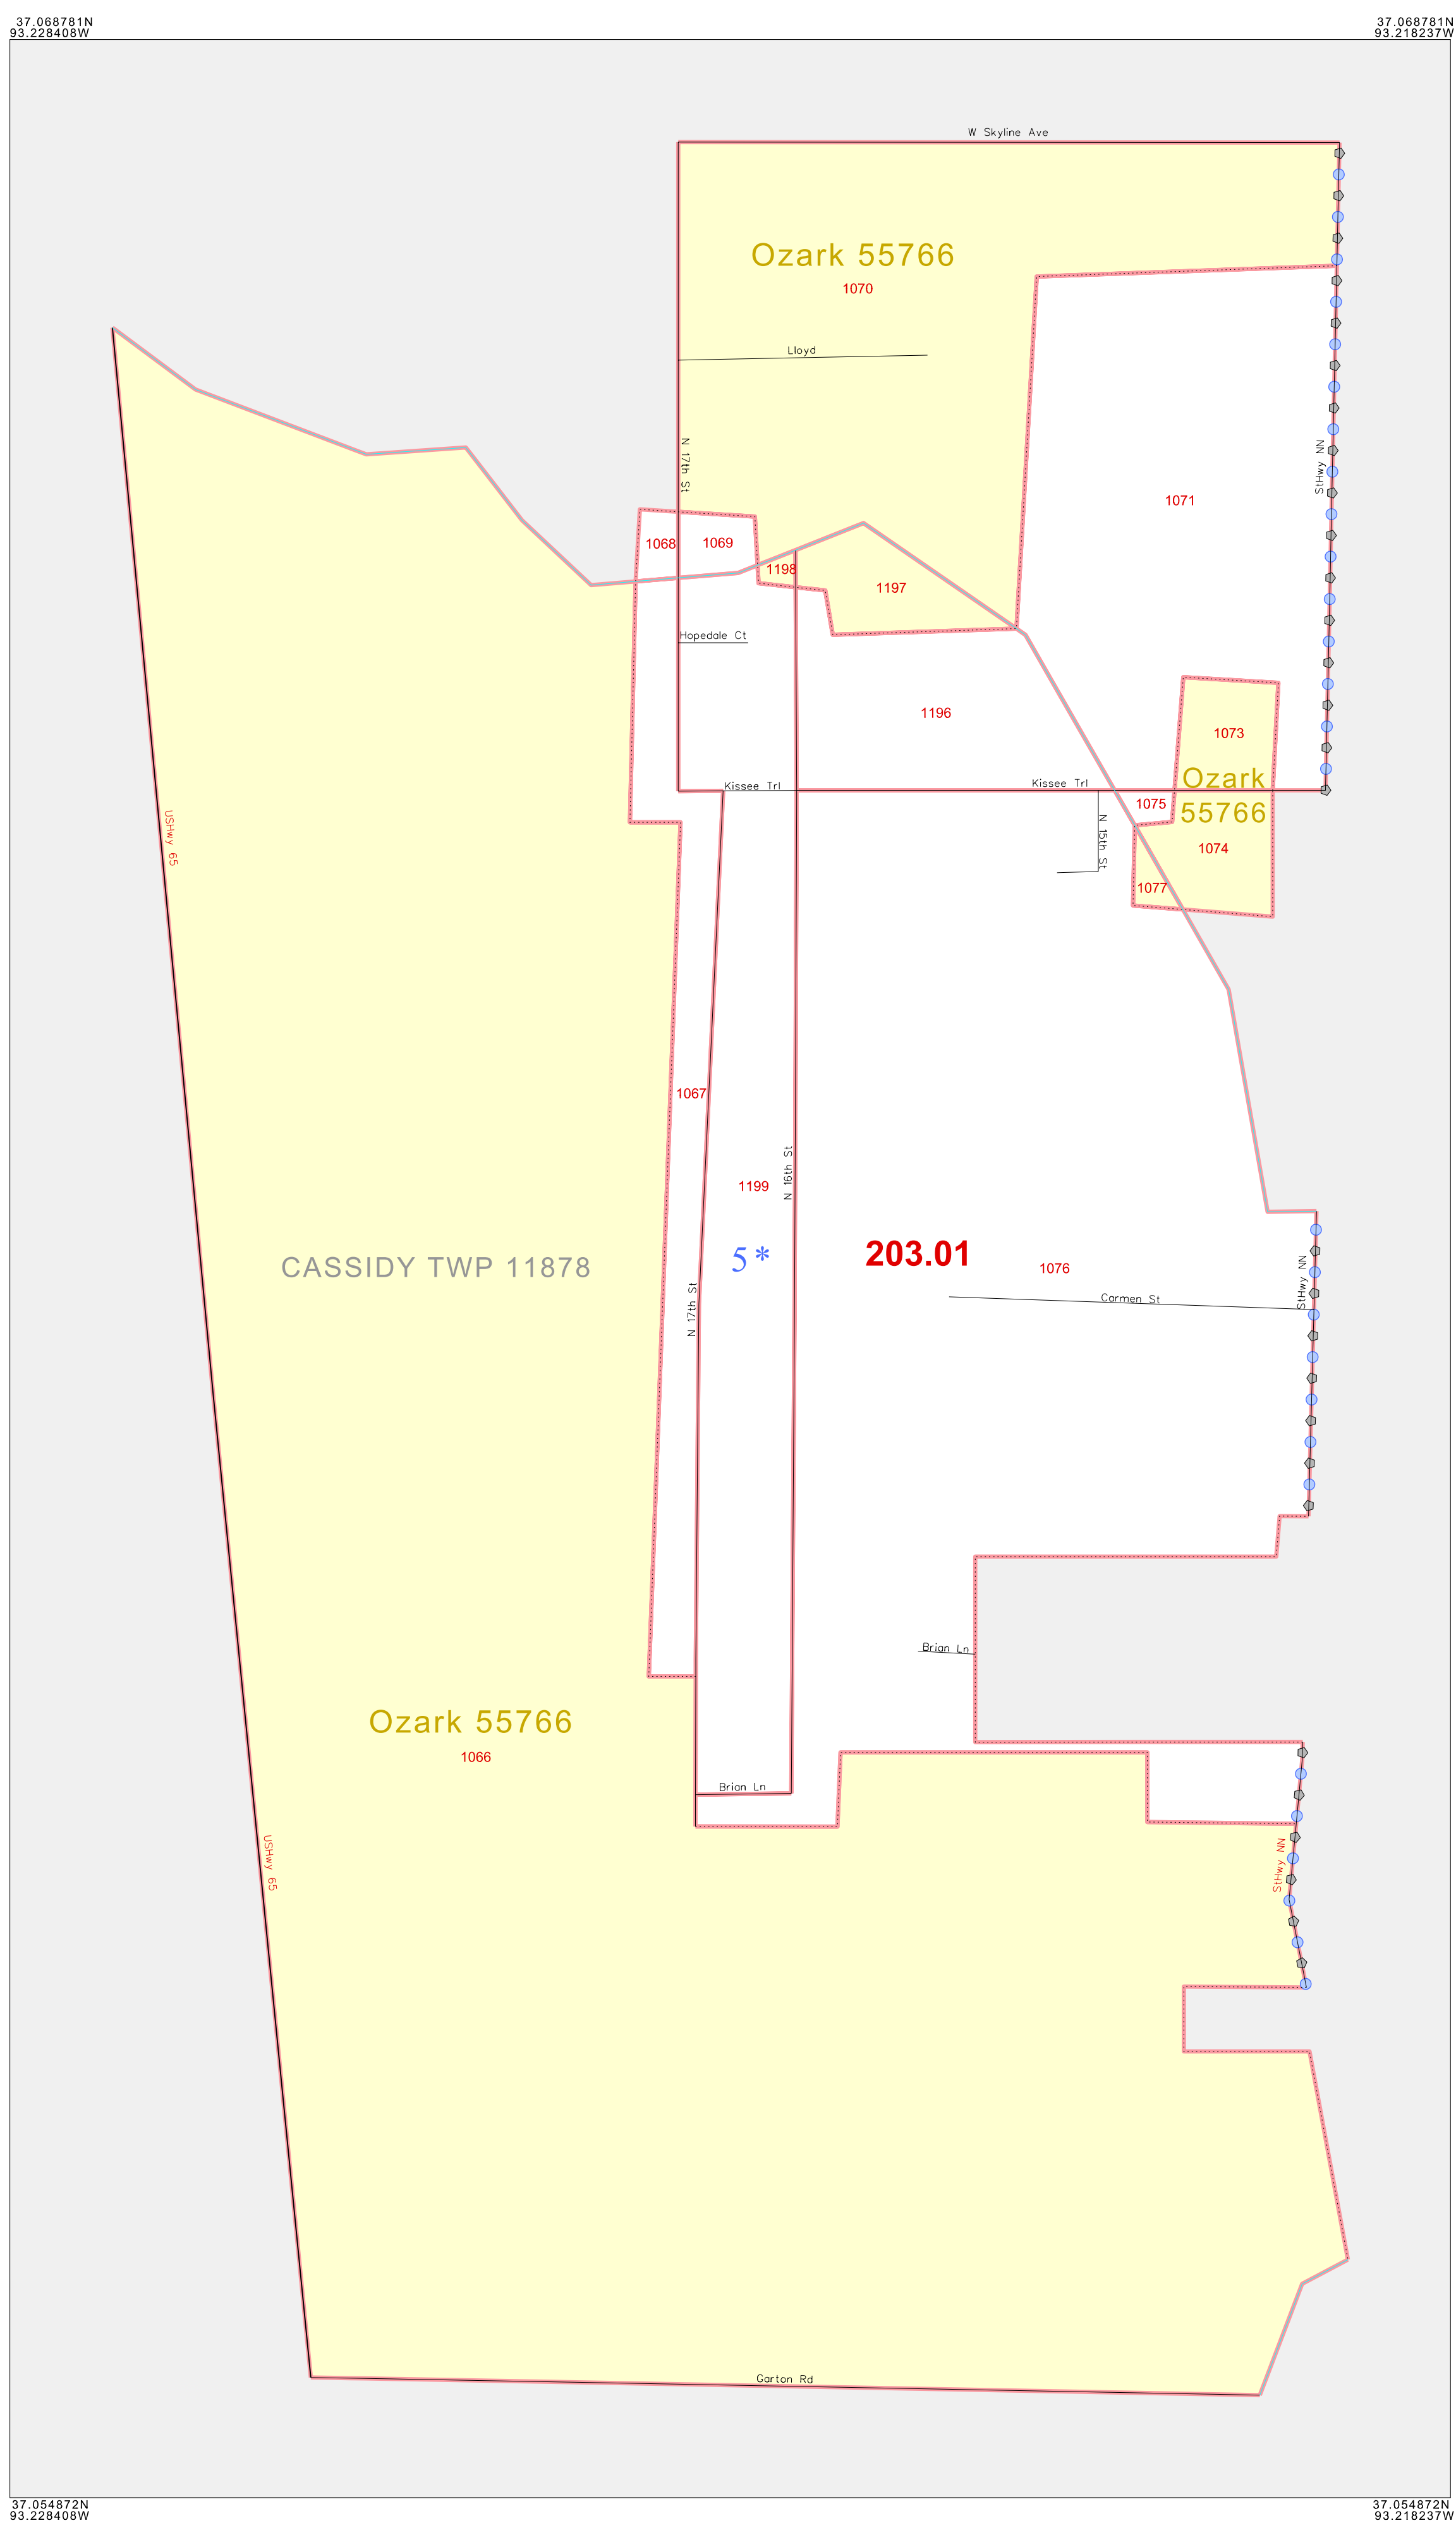 37.068781N
93.228408W
37.068781N
93.218237W
W Skyline Ave
Ozark 55766
1070
Lloyd
N 17th St
StHwy NN
1071
1068
1069
1198
1197
Hopedale Ct
1196
1073
Ozark
55766
Kissee Trl
Kissee Trl
1075
N 15th St
USHwy 65
1074
1077
1067
N 16th St
1199
5*
203.01
1076
CASSIDY TWP 11878
StHwy NN
Carmen St
N 17th St
Brian Ln
Ozark 55766
1066
Brian Ln
USHwy 65
StHwy NN
Garton Rd
37.054872N
93.228408W
37.054872N
93.218237W